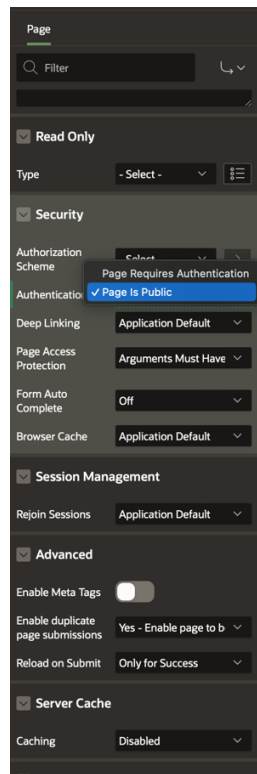 Page
Filter
Read Only
Type - Select -
Security
Authorization Scheme - Select -
Page Requires Authentication
Authentication ✓ Page Is Public
Deep Linking Application Default
Page Access Protection Arguments Must Have
Form Auto Complete Off
Browser Cache Application Default
Session Management
Rejoin Sessions Application Default
Advanced
Enable Meta Tags
Enable duplicate page submissions Yes - Enable page to b
Reload on Submit Only for Success
Server Cache
Caching Disabled